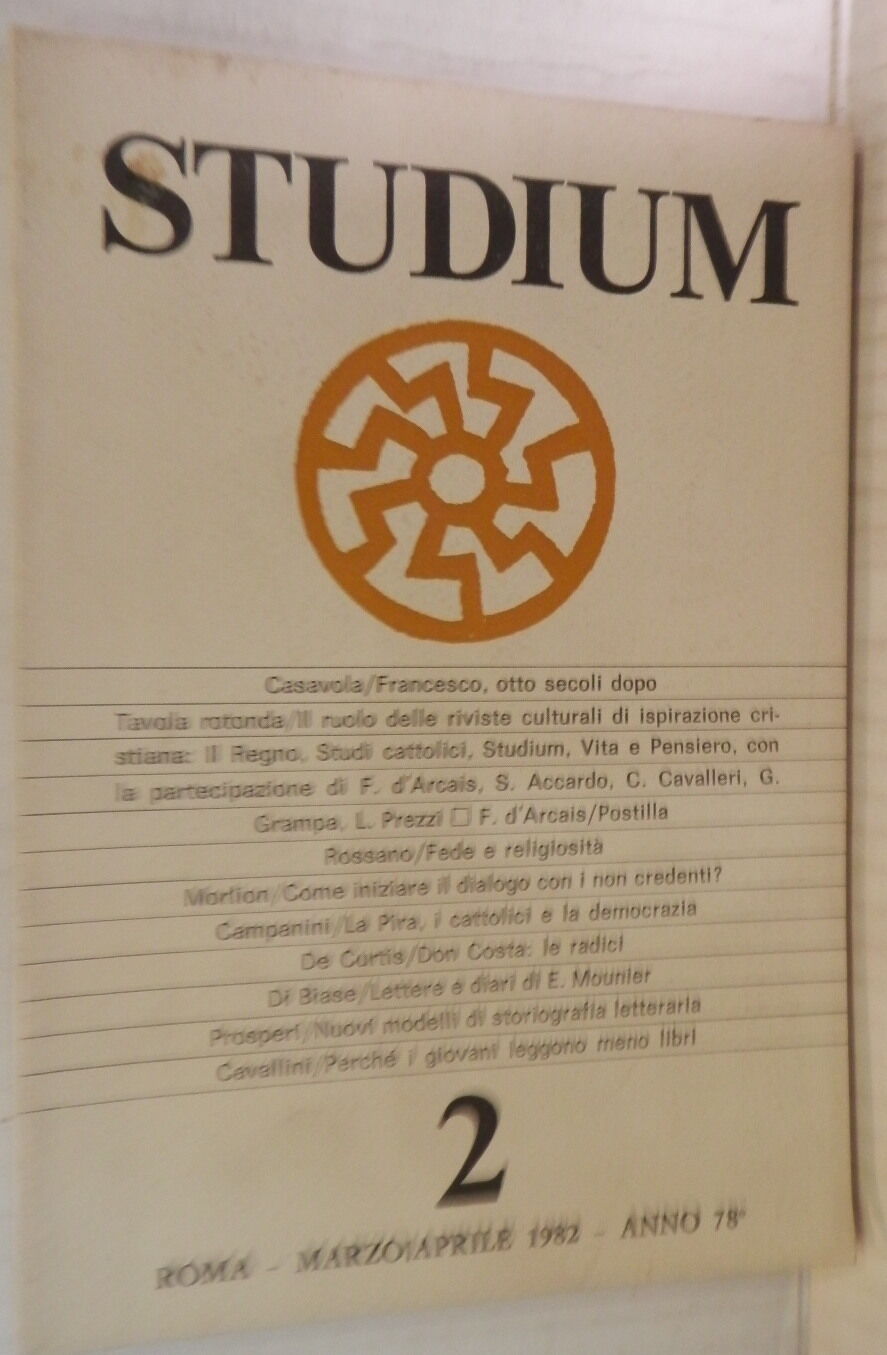 STUDIUM
Casavola/Francesco, otto secoli dopo
Tavola rotonda/Il ruolo delle riviste culturali di ispirazione cri-
stiana: Il Regno, Studi cattolici, Studium, Vita e Pensiero, con
la partecipazione di F. d'Arcais, S. Accardo, C. Cavalleri, G.
Grampa, L. Prezzi □ F. d'Arcais/Postilla
Rossano/Fede e religiosità
Morlion/Come iniziare il dialogo con i non credenti?
Campanini/La Pira, i cattolici e la democrazia
De Curtis/Don Costa: le radici
Di Biase/Lettere e diari di E. Mounier
Prosperi/Nuovi modelli di storiografia letteraria
Cavallini/Perché i giovani leggono meno libri
2
ROMA - MARZO/APRILE 1982 - ANNO 78°